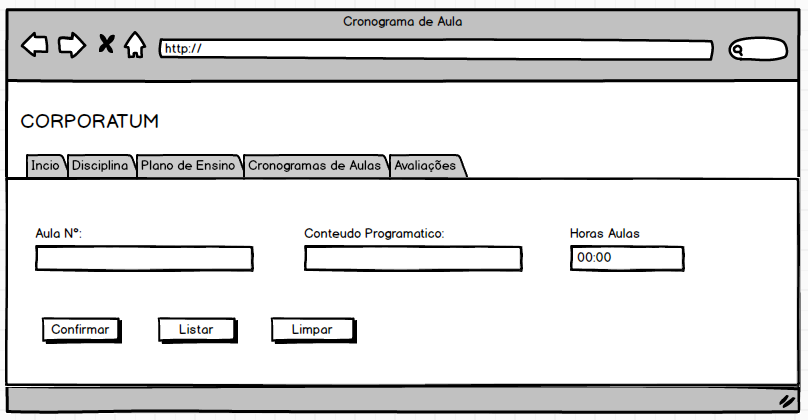 Cronograma de Aula
http://
CORPORATUM
Incio Disciplina Plano de Ensino Cronogramas de Aulas Avaliações
Aula Nº: Conteudo Programatico: Horas Aulas
00:00
Confirmar Listar Limpar